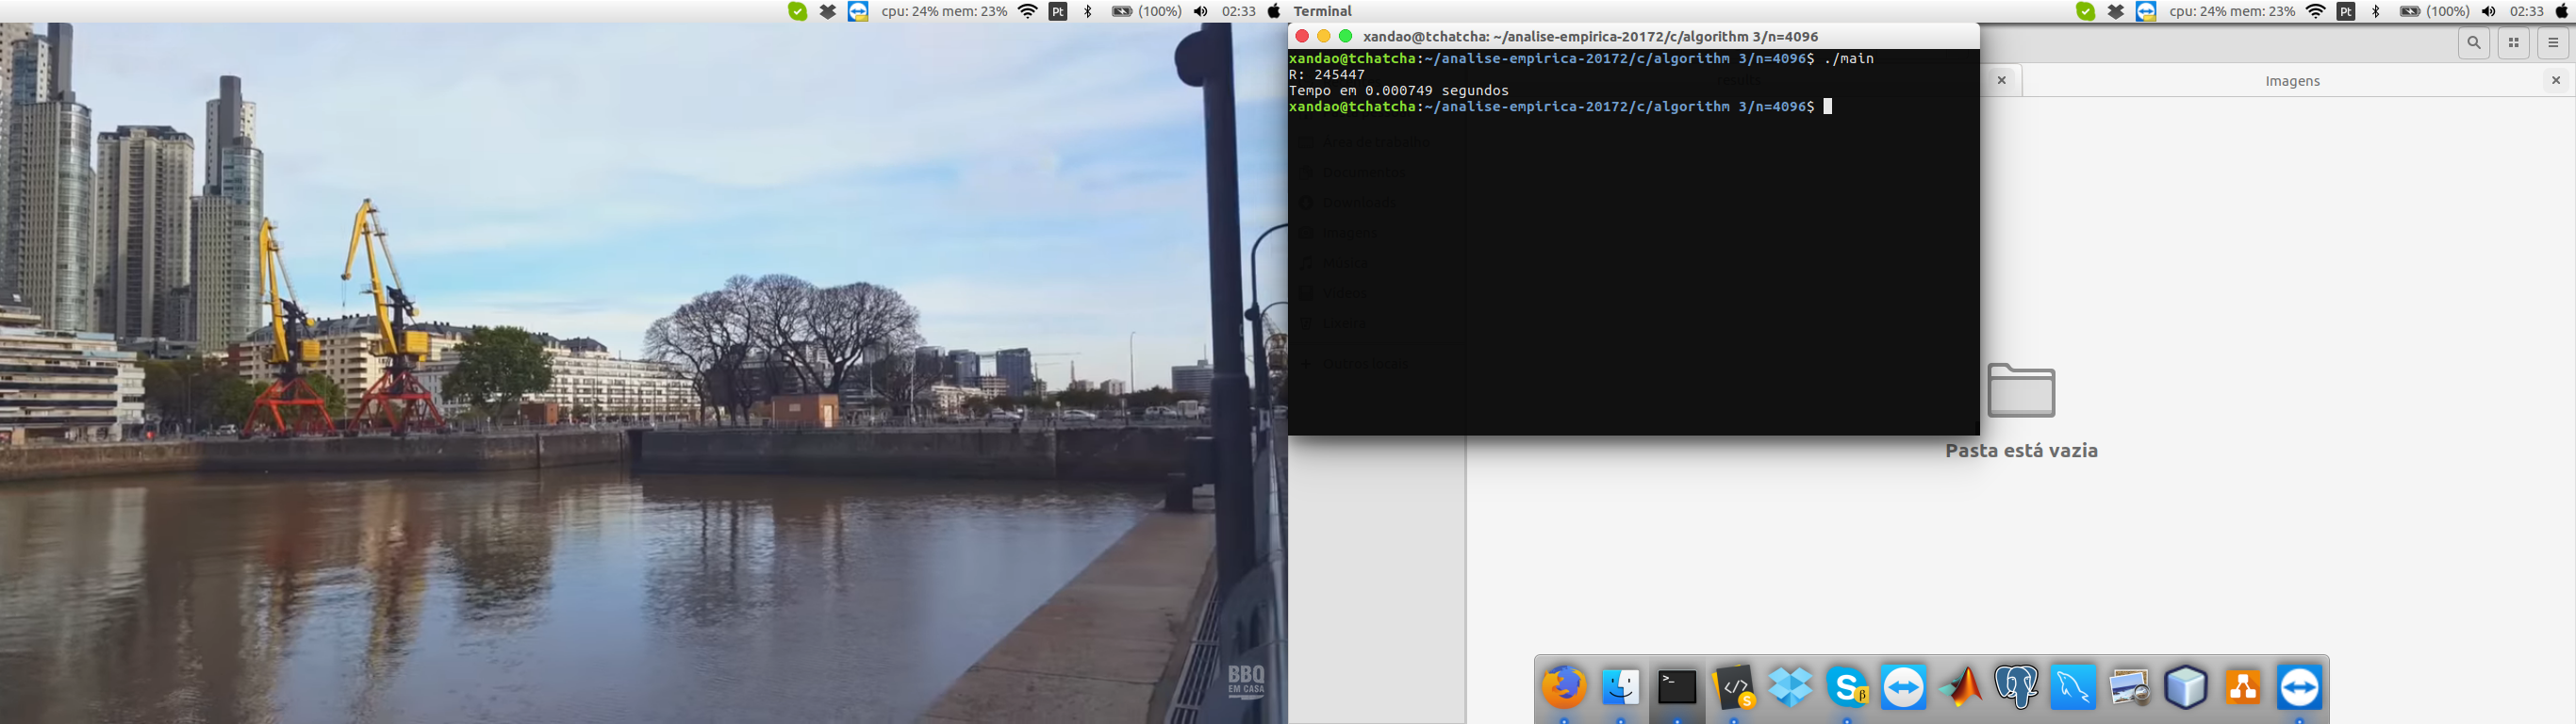 cpu: 24% mem: 23% Pt (100%) 02:33
Terminal
cpu: 24% mem: 23% Pt (100%) 02:33
xandao@tchatcha: ~/analise-empirica-20172/c/algorithm 3/n=4096
xandao@tchatcha:~/analise-empirica-20172/c/algorithm 3/n=4096$ ./main
R: 245447
Tempo em 0.000749 segundos
xandao@tchatcha:~/analise-empirica-20172/c/algorithm 3/n=4096$
Imagens
Área de trabalho
Documentos
Downloads
Imagens
Música
Vídeos
Lixeira
+ Outros locais
Pasta está vazia
BBQ
EM CASA